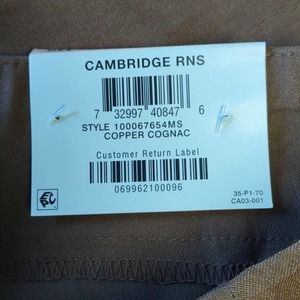 CAMBRIDGE RNS
7 32997 40847 6
STYLE 100067654MS
COPPER COGNAC
Customer Return Label
069962100096
35-P1-70
CA03-001